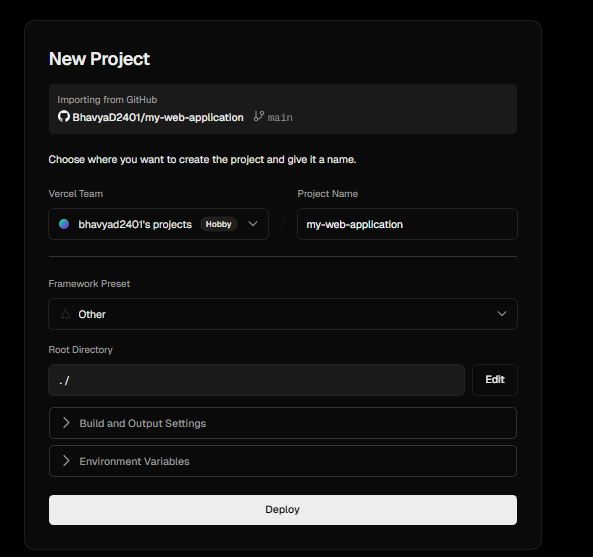 New Project
Importing from GitHub
BhavyaD2401/my-web-application main
Choose where you want to create the project and give it a name.
Vercel Team
Project Name
bhavyad2401's projects Hobby
my-web-application
Framework Preset
Other
Root Directory
./
Edit
Build and Output Settings
Environment Variables
Deploy